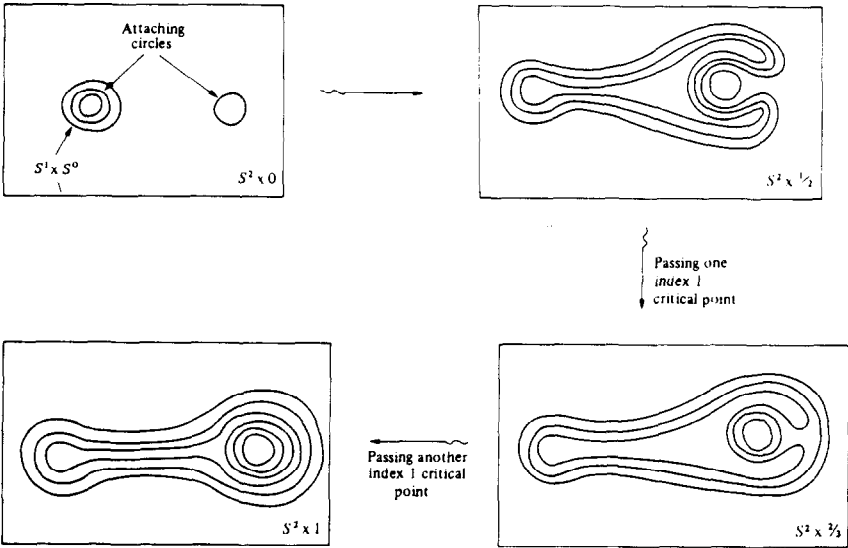 Attaching
circles
S¹ x S⁰
S² x 0
S² x ½
Passing one
index 1
critical point
Passing another
index 1 critical
point
S² x 1
S² x ⅔